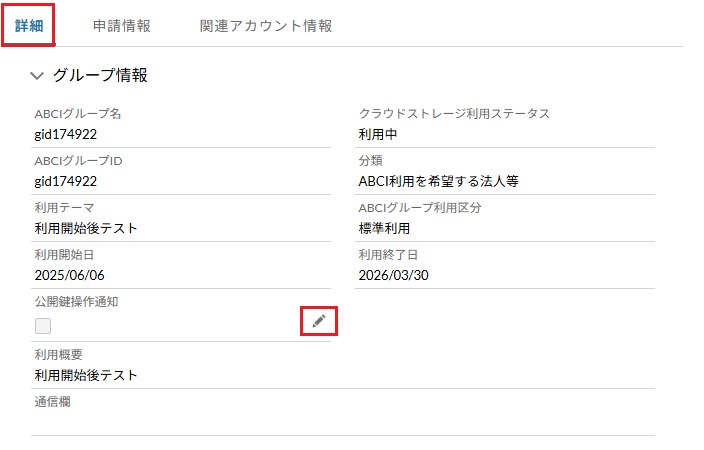 詳細 申請情報 関連アカウント情報
グループ情報
ABCIグループ名 クラウドストレージ利用ステータス
gid174922 利用中
ABCIグループID 分類
gid174922 ABCI利用を希望する法人等
利用テーマ ABCIグループ利用区分
利用開始後テスト 標準利用
利用開始日 利用終了日
2025/06/06 2026/03/30
公開鍵操作通知
利用概要
利用開始後テスト
通信欄